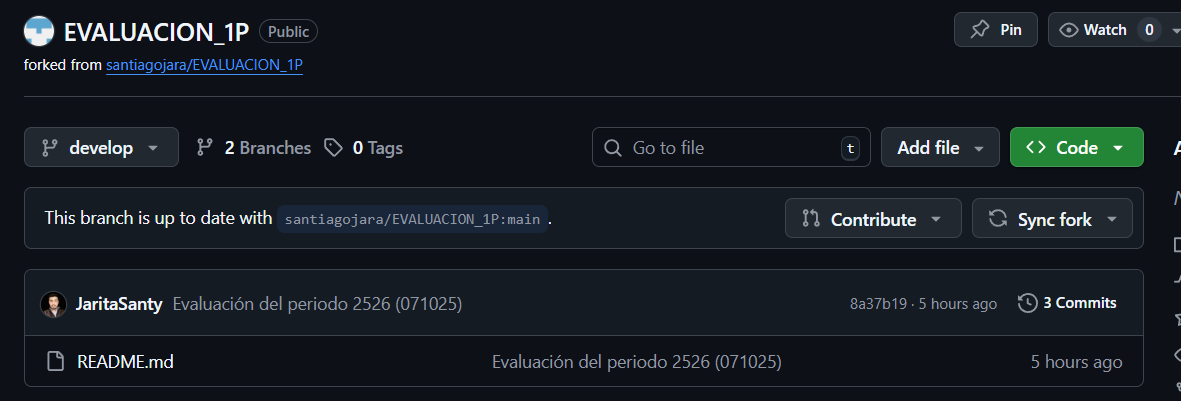 EVALUACION_1P Public Pin Watch 0
forked from santiagojara/EVALUACION_1P
develop 2 Branches 0 Tags Go to file t Add file Code
This branch is up to date with santiagojara/EVALUACION_1P:main. Contribute Sync fork
JaritaSanty Evaluación del periodo 2526 (071025) 8a37b19 · 5 hours ago 3 Commits
README.md Evaluación del periodo 2526 (071025) 5 hours ago